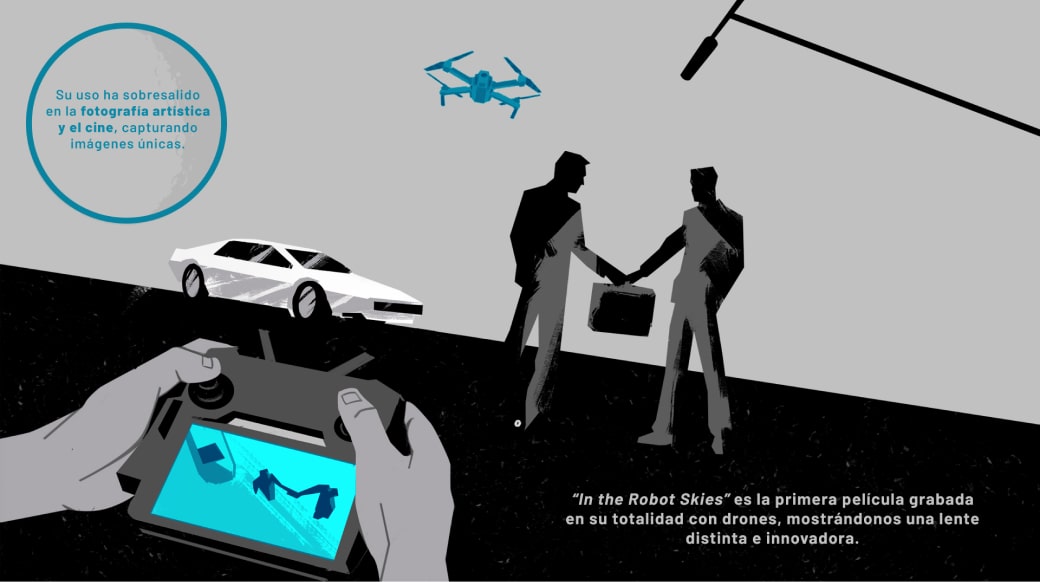 Su uso ha sobresalido
en la fotografía artística
y el cine, capturando
imágenes únicas.
“In the Robot Skies” es la primera película grabada
en su totalidad con drones, mostrándonos una lente
distinta e innovadora.